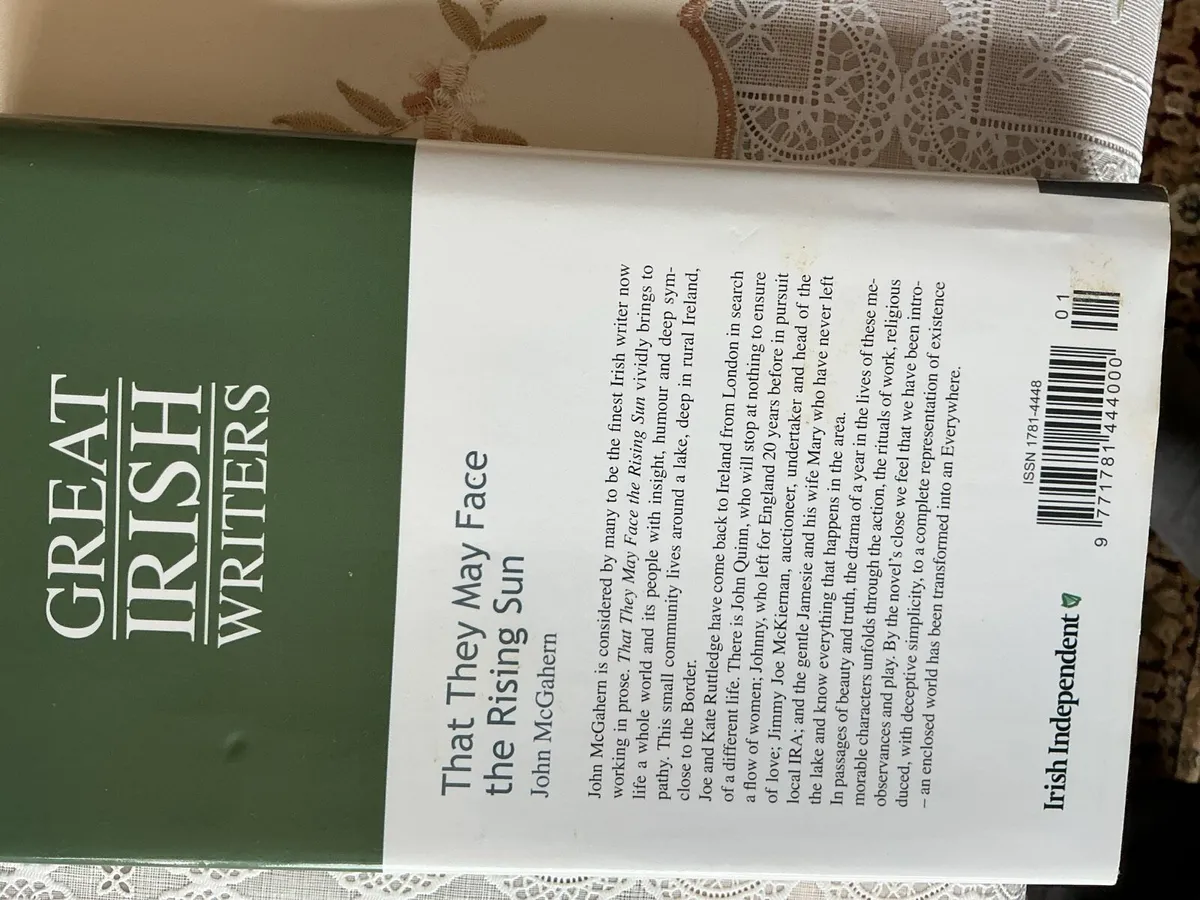 GREAT
IRISH
WRITERS
That They May Face
the Rising Sun
John McGahern
John McGahern is considered by many to be the finest Irish writer now
working in prose. That They May Face the Rising Sun vividly brings to
life a whole world and its people with insight, humour and deep sym-
pathy. This small community lives around a lake, deep in rural Ireland,
close to the Border.
Joe and Kate Ruttledge have come back to Ireland from London in search
of a different life. There is John Quinn, who will stop at nothing to ensure
a flow of women; Johnny, who left for England 20 years before in pursuit
of love; Jimmy Joe McKiernan, auctioneer, undertaker and head of the
local IRA; and the gentle Jamesie and his wife Mary who have never left
the lake and know everything that happens in the area.
In passages of beauty and truth, the drama of a year in the lives of these me-
morable characters unfolds through the action, the rituals of work, religious
observances and play. By the novel's close we feel that we have been intro-
duced, with deceptive simplicity, to a complete representation of existence
– an enclosed world has been transformed into an Everywhere.
Irish Independent
ISSN 1781-4448
01
9 771781 444000